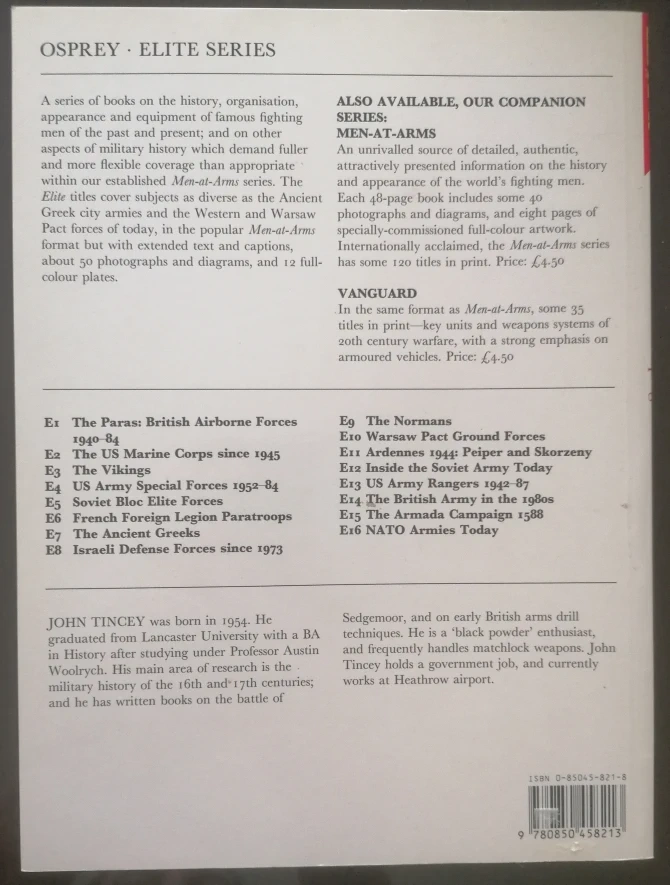 OSPREY · ELITE SERIES
A series of books on the history, organisation,
appearance and equipment of famous fighting
men of the past and present; and on other
aspects of military history which demand fuller
and more flexible coverage than appropriate
within our established Men-at-Arms series. The
Elite titles cover subjects as diverse as the Ancient
Greek city armies and the Western and Warsaw
Pact forces of today, in the popular Men-at-Arms
format but with extended text and captions,
about 50 photographs and diagrams, and 12 full-
colour plates.
ALSO AVAILABLE, OUR COMPANION
SERIES:
MEN-AT-ARMS
An unrivalled source of detailed, authentic,
attractively presented information on the history
and appearance of the world's fighting men.
Each 48-page book includes some 40
photographs and diagrams, and eight pages of
specially-commissioned full-colour artwork.
Internationally acclaimed, the Men-at-Arms series
has some 120 titles in print. Price: £4.50
VANGUARD
In the same format as Men-at-Arms, some 35
titles in print—key units and weapons systems of
20th century warfare, with a strong emphasis on
armoured vehicles. Price: £4.50
E1 The Paras: British Airborne Forces
1940–84
E2 The US Marine Corps since 1945
E3 The Vikings
E4 US Army Special Forces 1952–84
E5 Soviet Bloc Elite Forces
E6 French Foreign Legion Paratroops
E7 The Ancient Greeks
E8 Israeli Defense Forces since 1973
E9 The Normans
E10 Warsaw Pact Ground Forces
E11 Ardennes 1944: Peiper and Skorzeny
E12 Inside the Soviet Army Today
E13 US Army Rangers 1942–87
E14 The British Army in the 1980s
E15 The Armada Campaign 1588
E16 NATO Armies Today
JOHN TINCEY was born in 1954. He
graduated from Lancaster University with a BA
in History after studying under Professor Austin
Woolrych. His main area of research is the
military history of the 16th and 17th centuries;
and he has written books on the battle of
Sedgemoor, and on early British arms drill
techniques. He is a 'black powder' enthusiast,
and frequently handles matchlock weapons. John
Tincey holds a government job, and currently
works at Heathrow airport.
ISBN 0-85045-821-8
9 780850 458213